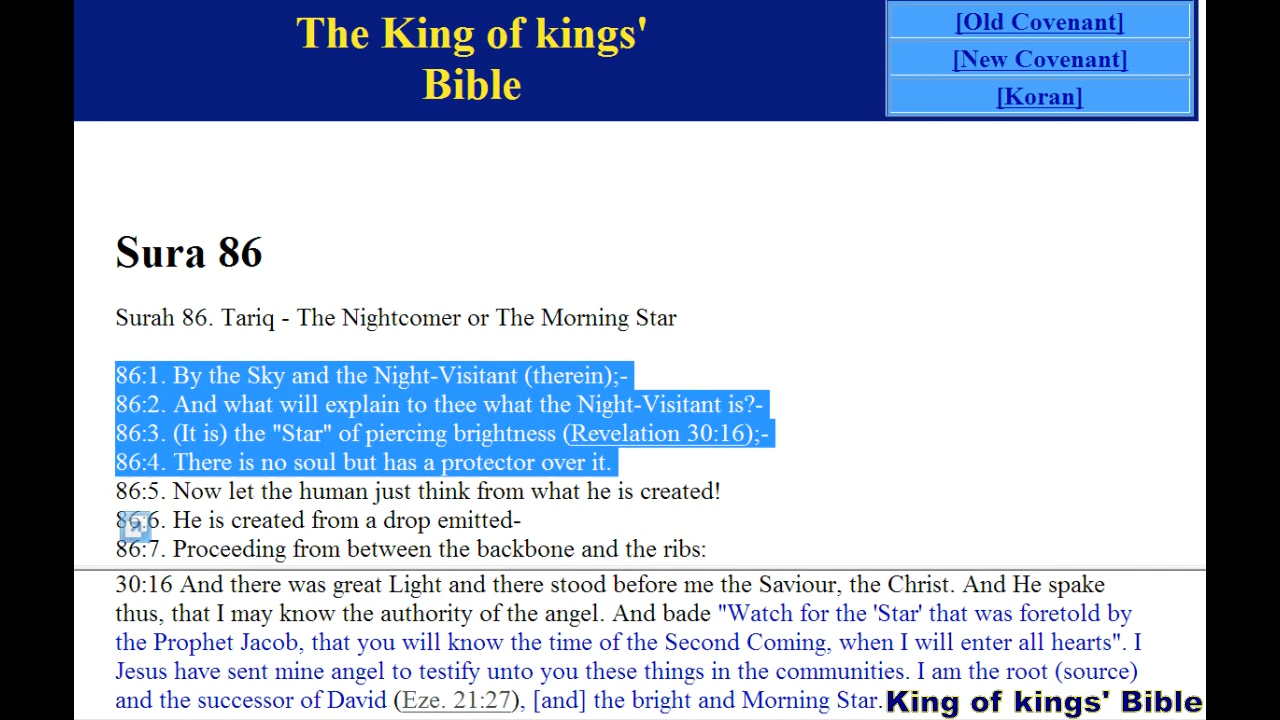 The King of kings'
Bible
[Old Covenant]
[New Covenant]
[Koran]
Sura 86
Surah 86. Tariq - The Nightcomer or The Morning Star
86:1. By the Sky and the Night-Visitant (therein);-
86:2. And what will explain to thee what the Night-Visitant is?-
86:3. (It is) the "Star" of piercing brightness (Revelation 30:16);-
86:4. There is no soul but has a protector over it.
86:5. Now let the human just think from what he is created!
86:6. He is created from a drop emitted-
86:7. Proceeding from between the backbone and the ribs:
30:16 And there was great Light and there stood before me the Saviour, the Christ. And He spake
thus, that I may know the authority of the angel. And bade "Watch for the 'Star' that was foretold by
the Prophet Jacob, that you will know the time of the Second Coming, when I will enter all hearts". I
Jesus have sent mine angel to testify unto you these things in the communities. I am the root (source)
and the successor of David (Eze. 21:27), [and] the bright and Morning Star.
King of kings' Bible